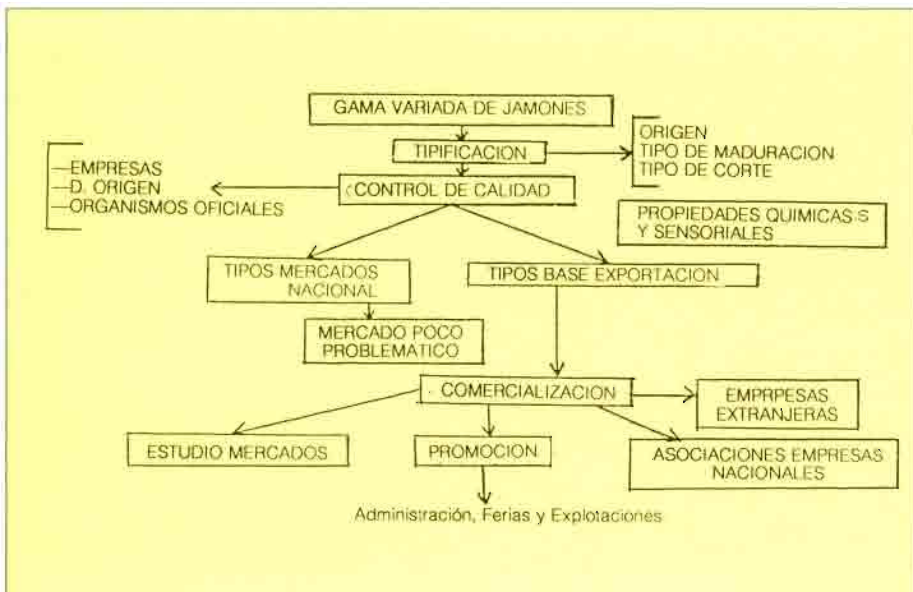 GAMA VARIADA DE JAMONES
TIPIFICACION
ORIGEN
TIPO DE MADURACION
TIPO DE CORTE
—EMPRESAS
—D. ORIGEN
—ORGANISMOS OFICIALES
CONTROL DE CALIDAD
PROPIEDADES QUIMICAS S
Y SENSORIALES
TIPOS MERCADOS
NACIONAL
TIPOS BASE EXPORTACION
MERCADO POCO
PROBLEMATICO
COMERCIALIZACION
EMPRPESAS
EXTRANJERAS
ESTUDIO MERCADOS
PROMOCION
ASOCIACIONES EMPRESAS
NACIONALES
Administración, Ferias y Explotaciones